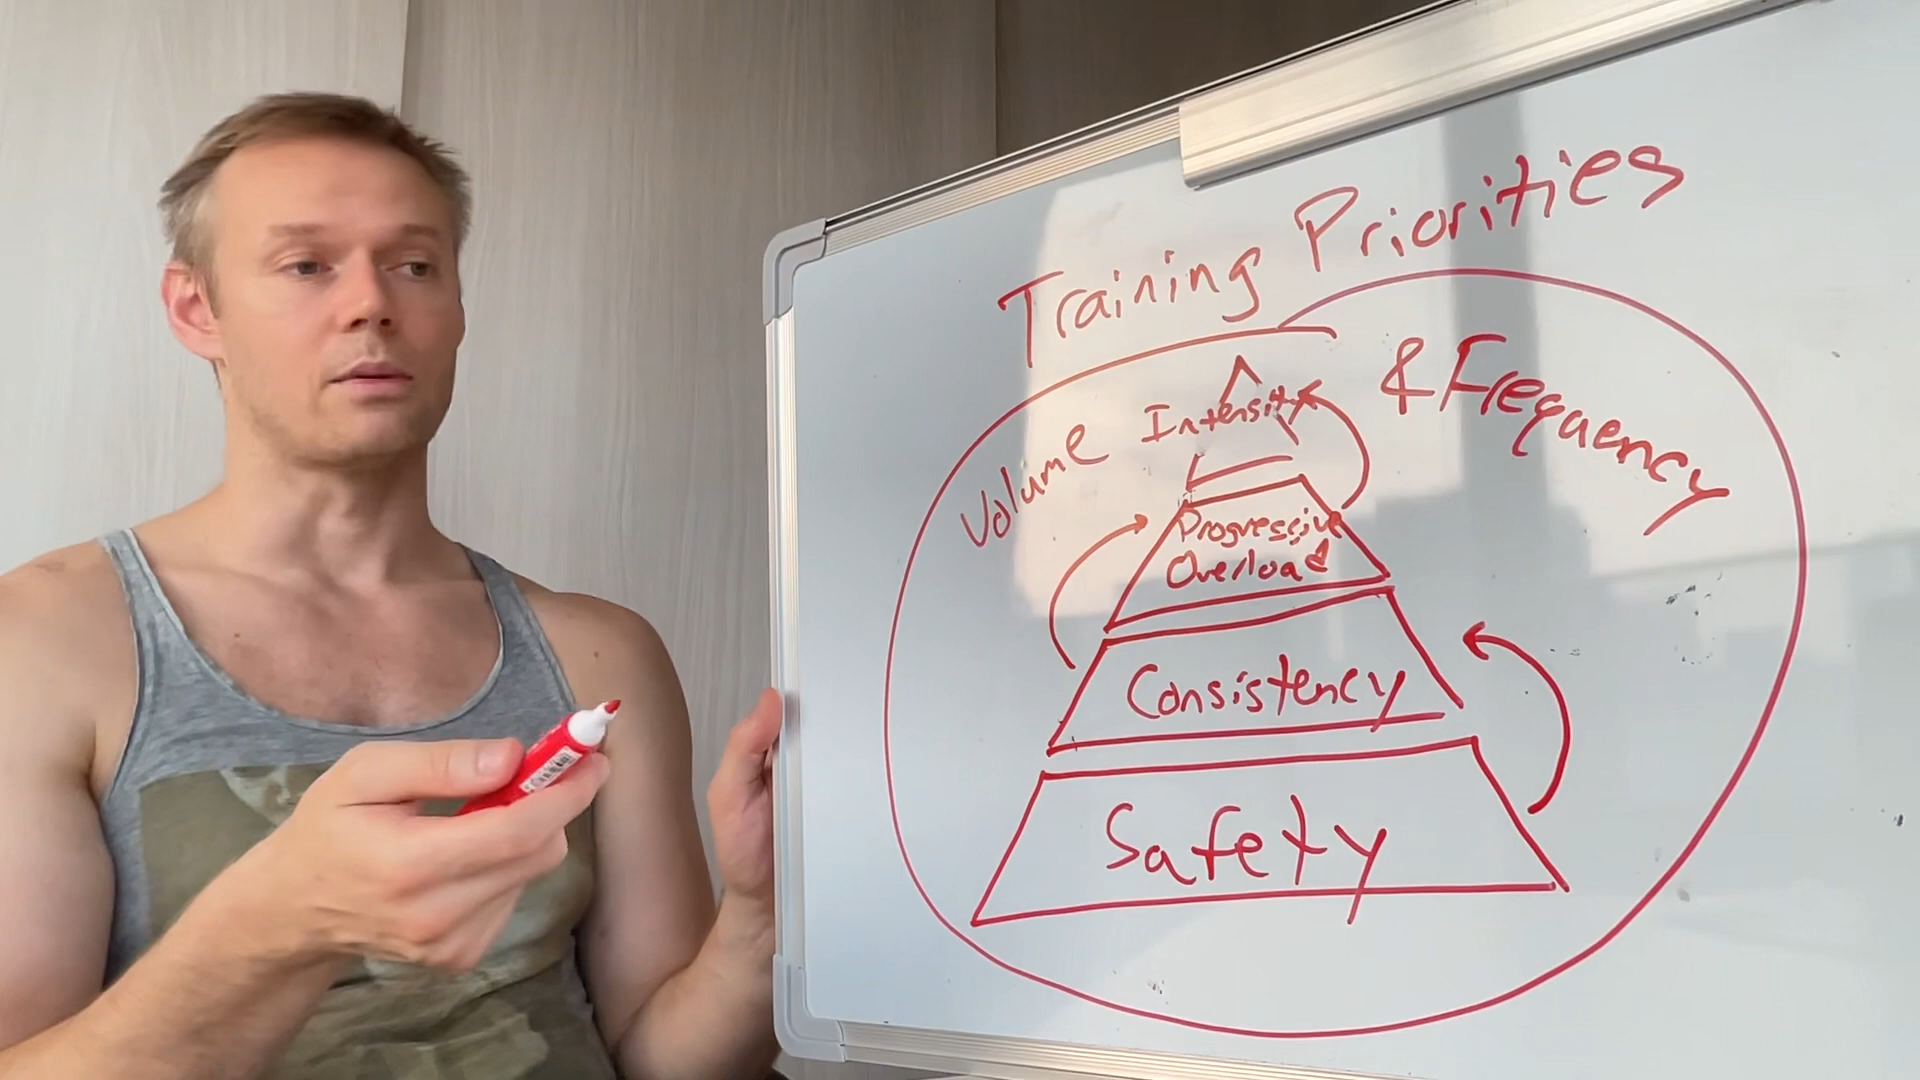 Training Priorities
Volume
Intensity
& Frequency
Progressive
Overload
Consistency
Safety